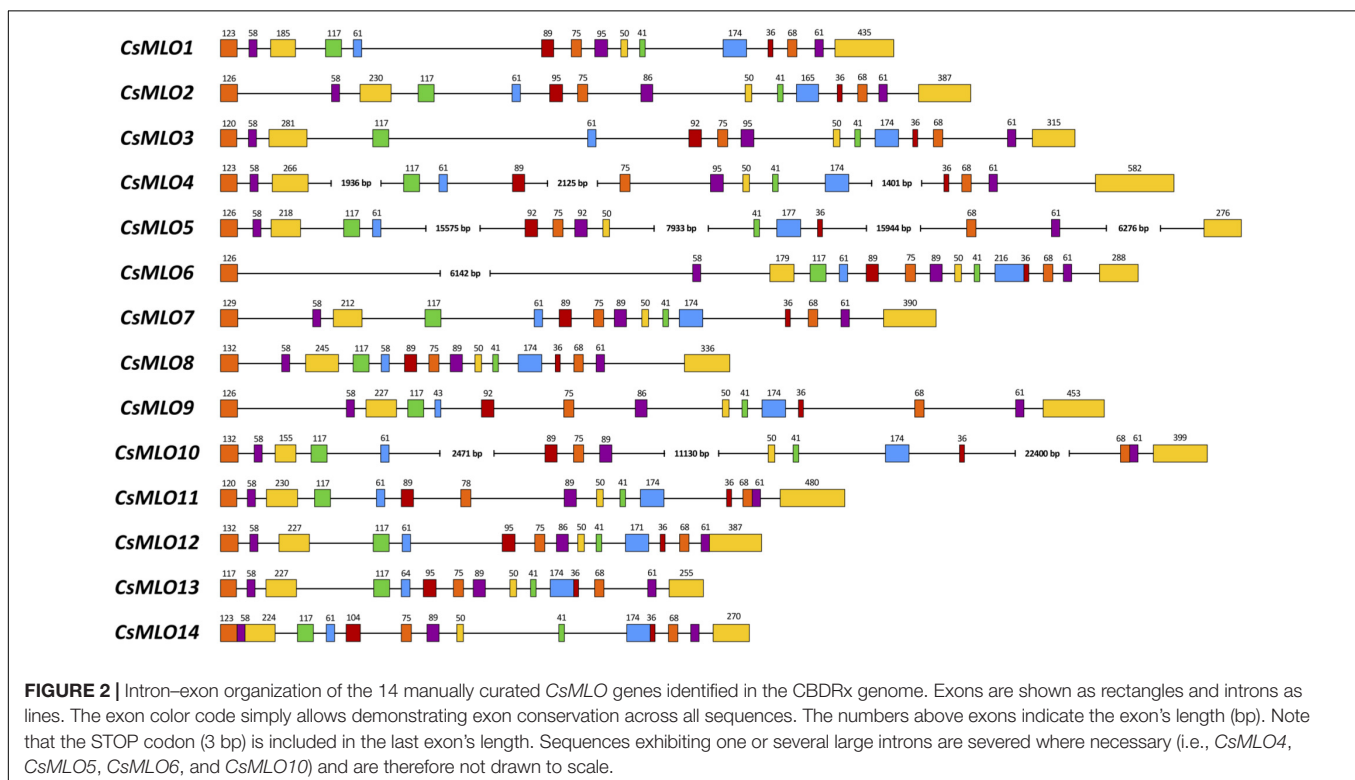 123 58 185 117 61 89 75 95 50 41 174 36 68 61 435
CsMLO1
126 58 230 117 61 95 75 86 50 41 165 36 68 61 387
CsMLO2
120 58 281 117 61 92 75 95 50 41 174 36 68 61 315
CsMLO3
123 58 266 117 61 89 75 95 50 41 174 36 68 61 582
CsMLO4 1936 bp 2125 bp 1401 bp
126 58 218 117 61 92 75 92 50 41 177 36 68 61 276
CsMLO5 15575 bp 7933 bp 15944 bp 6276 bp
126 58 179 117 61 89 75 89 50 41 216 36 68 61 288
CsMLO6 6142 bp
129 58 212 117 61 89 75 89 50 41 174 36 68 61 390
CsMLO7
132 58 245 117 58 89 75 89 50 41 174 36 68 61 336
CsMLO8
126 58 227 117 43 92 75 86 50 41 174 36 68 61 453
CsMLO9
132 58 155 117 61 89 75 89 50 41 174 36 68 61 399
CsMLO10 2471 bp 11130 bp 22400 bp
120 58 230 117 61 89 78 89 50 41 174 36 68 61 480
CsMLO11
132 58 227 117 61 95 75 86 50 41 171 36 68 61 387
CsMLO12
117 58 227 117 64 95 75 89 50 41 174 36 68 61 255
CsMLO13
123 58 224 117 61 104 75 89 50 41 174 36 68 61 270
CsMLO14
FIGURE 2 | Intron–exon organization of the 14 manually curated CsMLO genes identified in the CBDRx genome. Exons are shown as rectangles and introns as
lines. The exon color code simply allows demonstrating exon conservation across all sequences. The numbers above exons indicate the exon's length (bp). Note
that the STOP codon (3 bp) is included in the last exon's length. Sequences exhibiting one or several large introns are severed where necessary (i.e., CsMLO4,
CsMLO5, CsMLO6, and CsMLO10) and are therefore not drawn to scale.